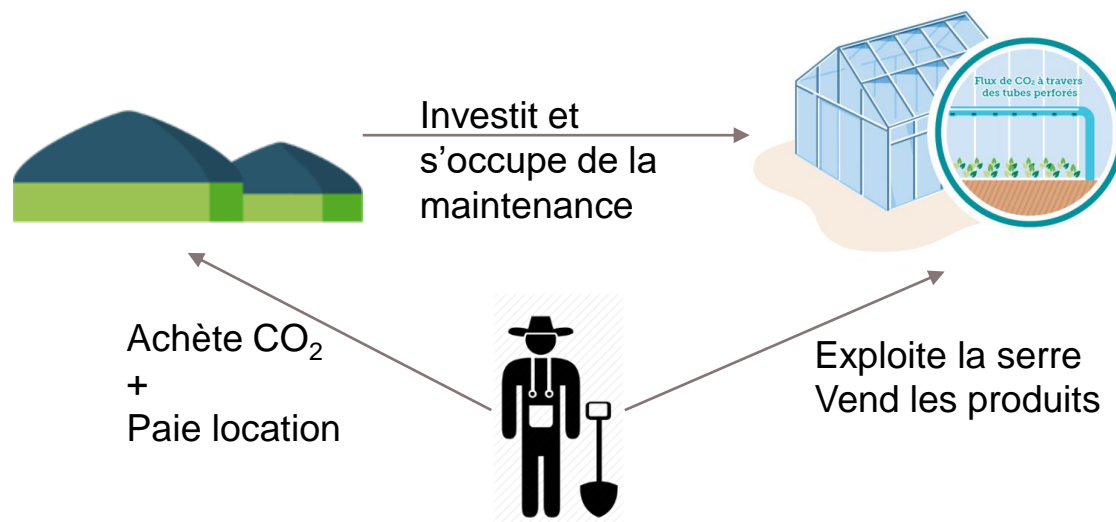 Flux de CO₂ à travers
des tubes perforés
Investit et
s’occupe de la
maintenance
Achète CO₂
+
Paie location
Exploite la serre
Vend les produits